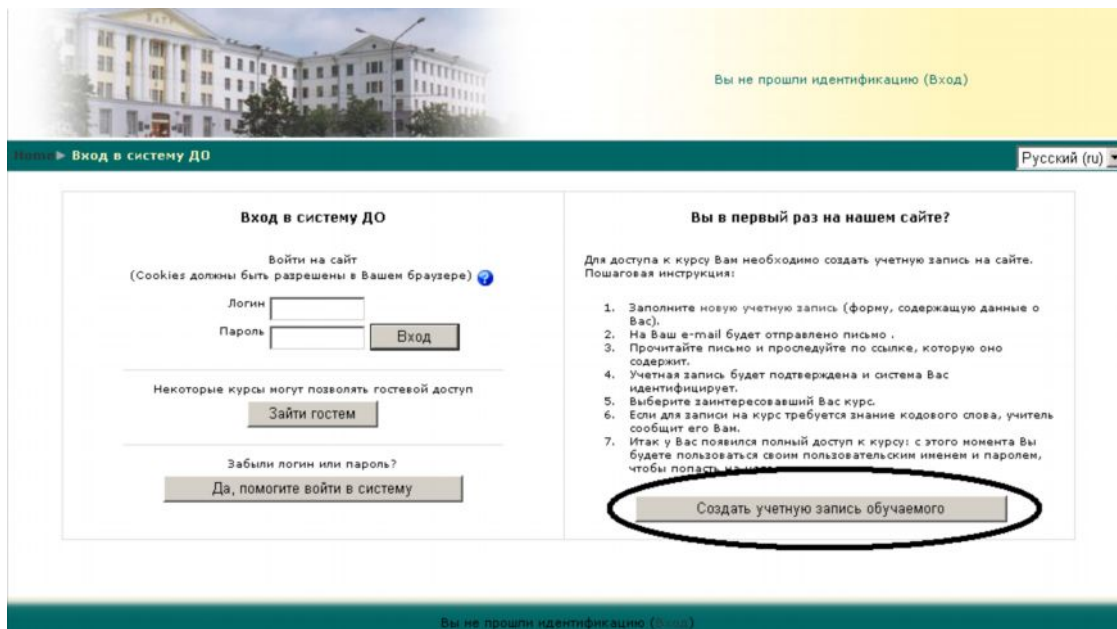 Вы не прошли идентификацию (Вход)
Home ► Вход в систему ДО
Русский (ru)
Вход в систему ДО
Войти на сайт
(Cookies должны быть разрешены в Вашем браузере)
Логин
Пароль
Вход
Некоторые курсы могут позволять гостевой доступ
Зайти гостем
Забыли логин или пароль?
Да, помогите войти в систему
Вы в первый раз на нашем сайте?
Для доступа к курсу Вам необходимо создать учетную запись на сайте.
Пошаговая инструкция:
1. Заполните новую учетную запись (форму, содержащую данные о
Вас).
2. На Ваш e-mail будет отправлено письмо .
3. Прочитайте письмо и проследуйте по ссылке, которую оно
содержит.
4. Учетная запись будет подтверждена и система Вас
идентифицирует.
5. Выберите заинтересовавший Вас курс.
6. Если для записи на курс требуется знание кодового слова, учитель
сообщит его Вам.
7. Итак у Вас появился полный доступ к курсу: с этого момента Вы
будете пользоваться своим пользовательским именем и паролем,
чтобы попасть на
Создать учетную запись обучаемого
Вы не прошли идентификацию (Вход)